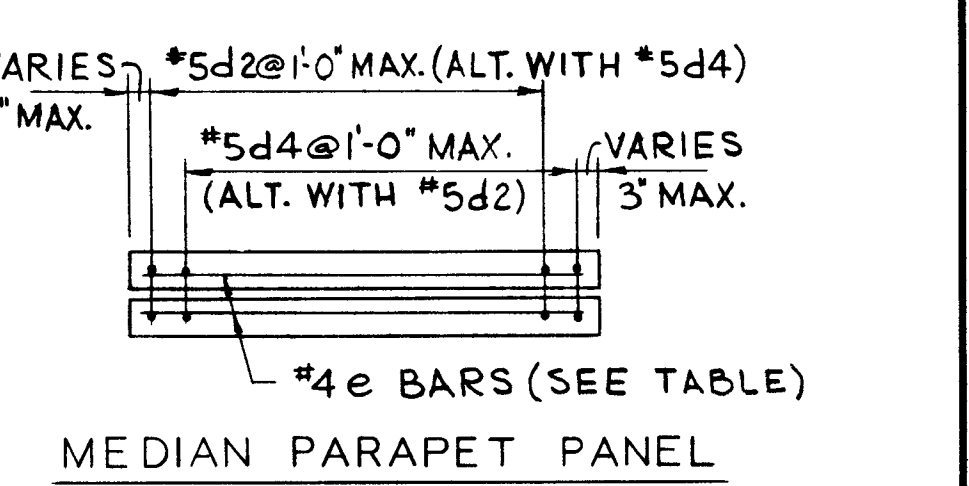 ARIES #5d2@1'-0" MAX. (ALT. WITH #5d4)
" MAX.
#5d4@1'-0" MAX.
(ALT. WITH #5d2)
VARIES
3" MAX.
#4e BARS (SEE TABLE)
MEDIAN PARAPET PANEL